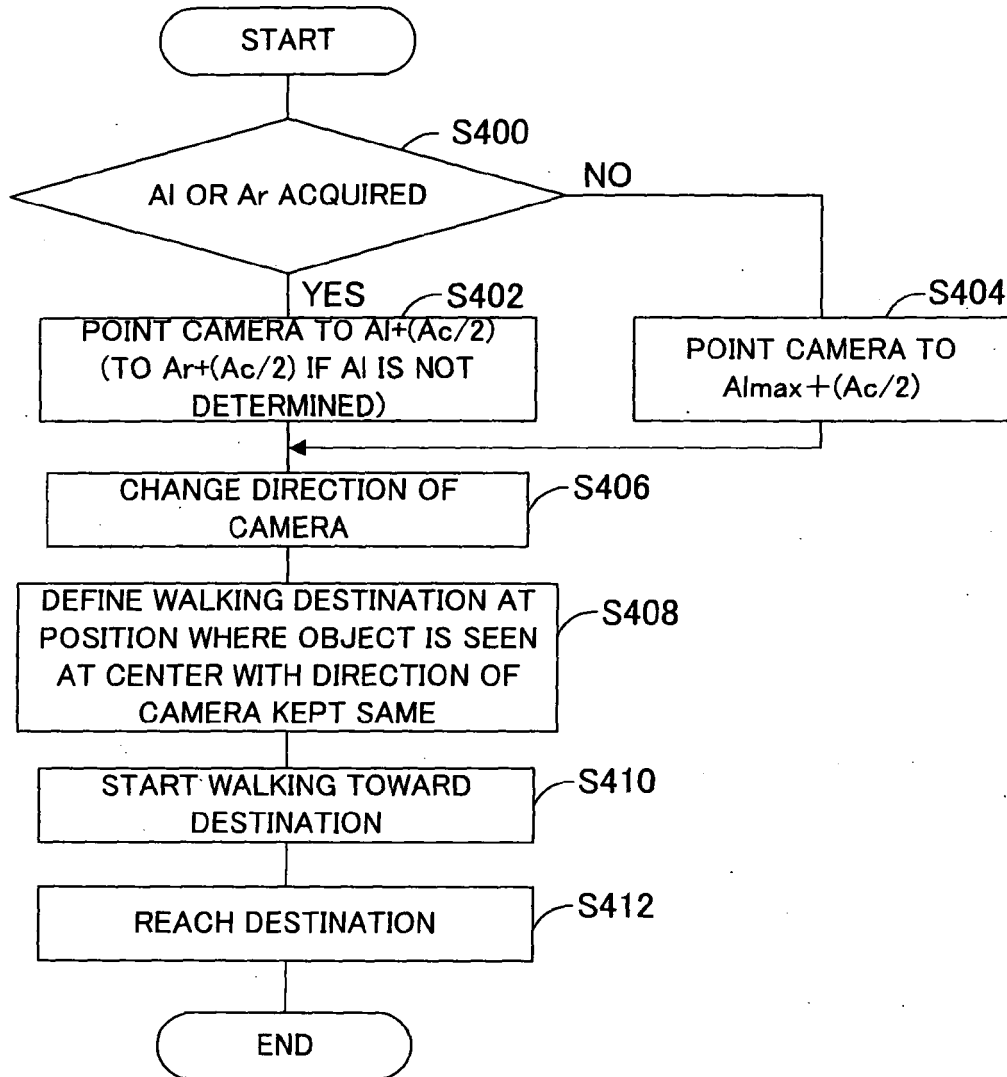 START
S400
Al OR Ar ACQUIRED
NO
YES
S402
POINT CAMERA TO Al+(Ac/2)
(TO Ar+(Ac/2) IF Al IS NOT
DETERMINED)
S404
POINT CAMERA TO
Almax+(Ac/2)
CHANGE DIRECTION OF
CAMERA
S406
DEFINE WALKING DESTINATION AT
POSITION WHERE OBJECT IS SEEN
AT CENTER WITH DIRECTION OF
CAMERA KEPT SAME
S408
START WALKING TOWARD
DESTINATION
S410
REACH DESTINATION
S412
END